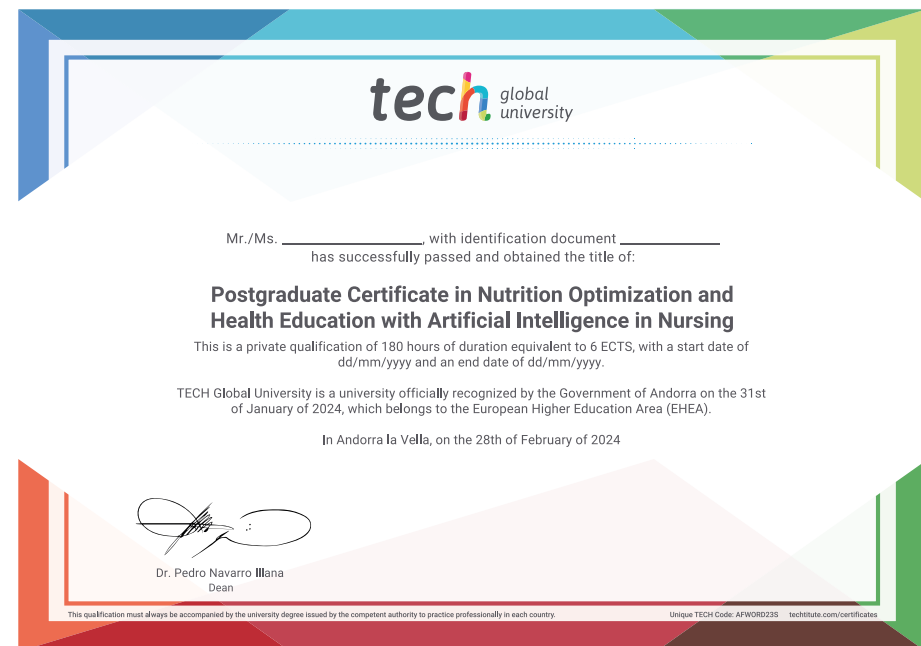 tech global
university
Mr./Ms. ____________________, with identification document ______________
has successfully passed and obtained the title of:
Postgraduate Certificate in Nutrition Optimization and
Health Education with Artificial Intelligence in Nursing
This is a private qualification of 180 hours of duration equivalent to 6 ECTS, with a start date of
dd/mm/yyyy and an end date of dd/mm/yyyy.
TECH Global University is a university officially recognized by the Government of Andorra on the 31st
of January of 2024, which belongs to the European Higher Education Area (EHEA).
In Andorra la Vella, on the 28th of February of 2024
Dr. Pedro Navarro Illana
Dean
This qualification must always be accompanied by the university degree issued by the competent authority to practice professionally in each country.
Unique TECH Code: AFWORD23S techtitute.com/certificates